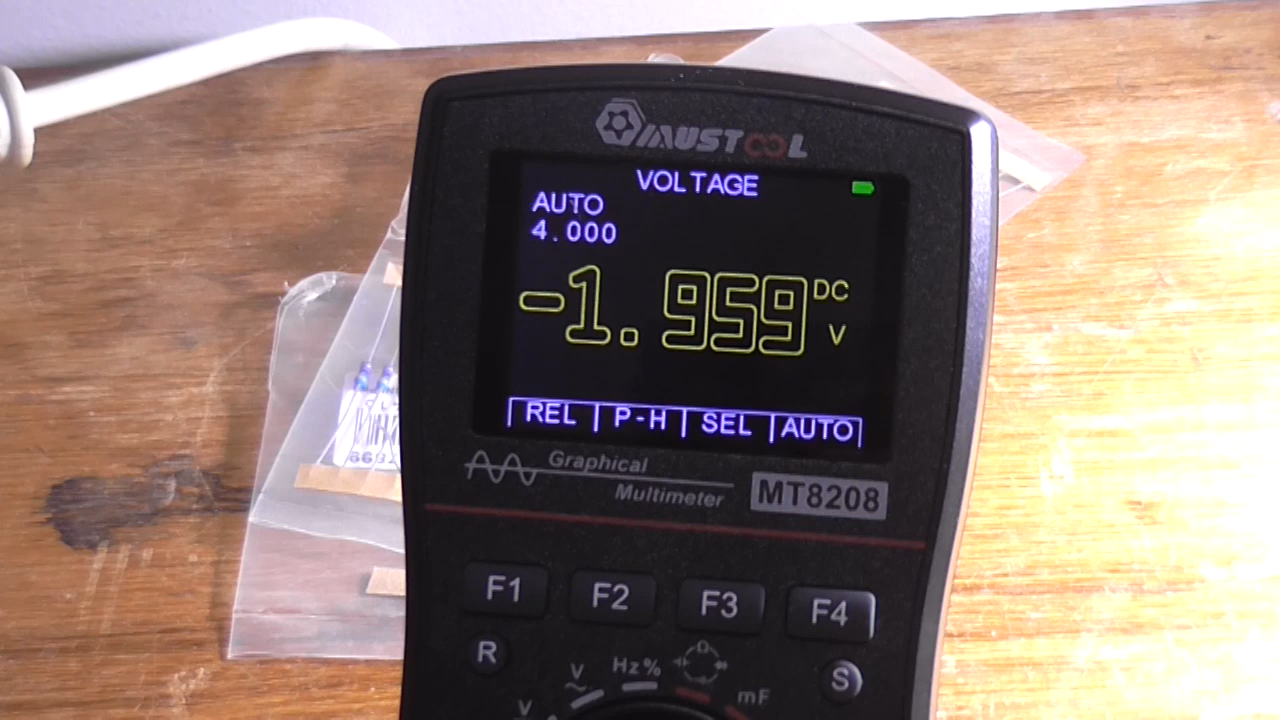 MUSTOOL
VOLTAGE
AUTO
4.000
-1.959 DC V
REL P-H SEL AUTO
Graphical
Multimeter
MT8208
F1 F2 F3 F4
R S
V V~ Hz% Ω mF